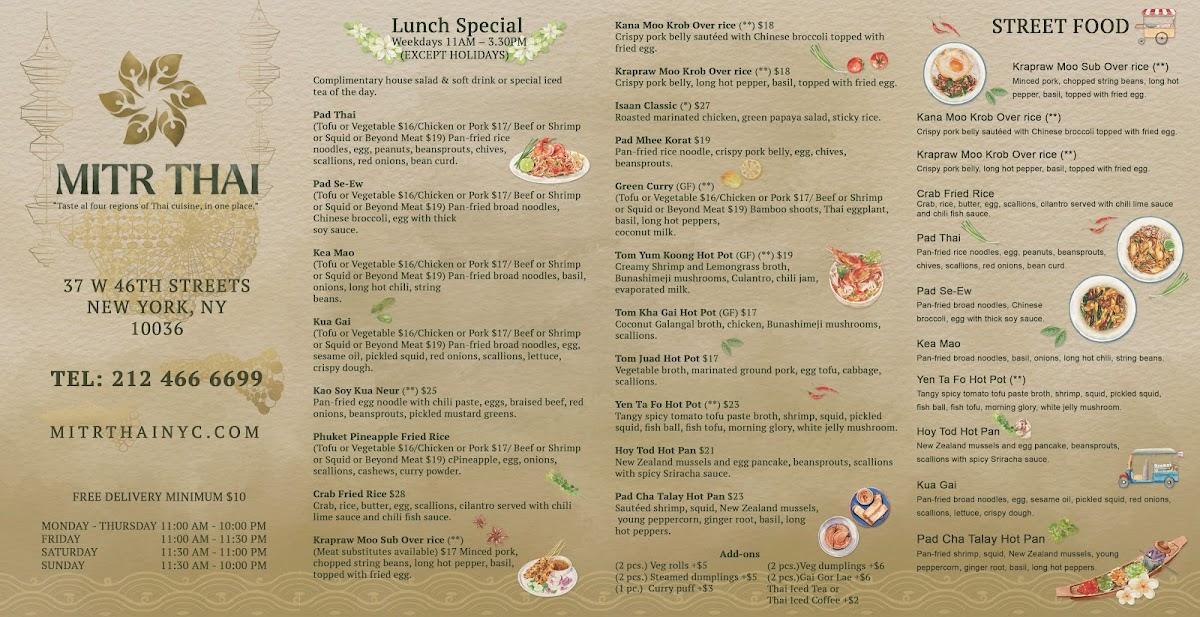 MITR THAI
"Taste al four regions of Thai cuisine, in one place."
37 W 46TH STREETS
NEW YORK, NY
10036
TEL: 212 466 6699
MITRTHAINYC.COM
FREE DELIVERY MINIMUM $10
MONDAY - THURSDAY 11:00 AM - 10:00 PM
FRIDAY 11:00 AM - 11:30 PM
SATURDAY 11:30 AM - 11:00 PM
SUNDAY 11:30 AM - 10:00 PM
Lunch Special
Weekdays 11AM – 3.30PM
(EXCEPT HOLIDAYS)
Complimentary house salad & soft drink or special iced
tea of the day.
Pad Thai
(Tofu or Vegetable $16/Chicken or Pork $17/ Beef or Shrimp
or Squid or Beyond Meat $19) Pan-fried rice
noodles, egg, peanuts, beansprouts, chives,
scallions, red onions, bean curd.
Pad Se-Ew
(Tofu or Vegetable $16/Chicken or Pork $17/ Beef or Shrimp
or Squid or Beyond Meat $19) Pan-fried broad noodles,
Chinese broccoli, egg with thick
soy sauce.
Kea Mao
(Tofu or Vegetable $16/Chicken or Pork $17/ Beef or Shrimp
or Squid or Beyond Meat $19) Pan-fried broad noodles, basil,
onions, long hot chili, string
beans.
Kua Gai
(Tofu or Vegetable $16/Chicken or Pork $17/ Beef or Shrimp
or Squid or Beyond Meat $19) Pan-fried broad noodles, egg,
sesame oil, pickled squid, red onions, scallions, lettuce,
crispy dough.
Kao Soy Kua Neur (**) $25
Pan-fried egg noodle with chili paste, eggs, braised beef, red
onions, beansprouts, pickled mustard greens.
Phuket Pineapple Fried Rice
(Tofu or Vegetable $16/Chicken or Pork $17/ Beef or Shrimp
or Squid or Beyond Meat $19) cPineapple, egg, onions,
scallions, cashews, curry powder.
Crab Fried Rice $28
Crab, rice, butter, egg, scallions, cilantro served with chili
lime sauce and chili fish sauce.
Krapraw Moo Sub Over rice (**)
(Meat substitutes available) $17 Minced pork,
chopped string beans, long hot pepper, basil,
topped with fried egg.
Kana Moo Krob Over rice (**) $18
Crispy pork belly sautéed with Chinese broccoli topped with
fried egg.
Krapraw Moo Krob Over rice (**) $18
Crispy pork belly, long hot pepper, basil, topped with fried egg.
Isaan Classic (*) $27
Roasted marinated chicken, green papaya salad, sticky rice.
Pad Mhee Korat $19
Pan-fried rice noodle, crispy pork belly, egg, chives,
beansprouts.
Green Curry (GF) (**)
(Tofu or Vegetable $16/Chicken or Pork $17/ Beef or Shrimp
or Squid or Beyond Meat $19) Bamboo shoots, Thai eggplant,
basil, long hot peppers,
coconut milk.
Tom Yum Koong Hot Pot (GF) (**) $19
Creamy Shrimp and Lemongrass broth,
Bunashimeji mushrooms, Culantro, chili jam,
evaporated milk.
Tom Kha Gai Hot Pot (GF) $17
Coconut Galangal broth, chicken, Bunashimeji mushrooms,
scallions.
Tom Juad Hot Pot $17
Vegetable broth, marinated ground pork, egg tofu, cabbage,
scallions.
Yen Ta Fo Hot Pot (**) $23
Tangy spicy tomato tofu paste broth, shrimp, squid, pickled
squid, fish ball, fish tofu, morning glory, white jelly mushroom.
Hoy Tod Hot Pan $21
New Zealand mussels and egg pancake, beansprouts, scallions
with spicy Sriracha sauce.
Pad Cha Talay Hot Pan $23
Sautéed shrimp, squid, New Zealand mussels,
young peppercorn, ginger root, basil, long
hot peppers.
Add-ons
(2 pcs.) Veg rolls +$5
(2 pcs.) Steamed dumplings +$5
(1 pc.) Curry puff +$3
(2 pcs.)Veg dumplings +$6
(2 pcs.)Gai Gor Lae +$6
Thai Iced Tea or
Thai Iced Coffee +$2
STREET FOOD
Krapraw Moo Sub Over rice (**)
Minced pork, chopped string beans, long hot
pepper, basil, topped with fried egg.
Kana Moo Krob Over rice (**)
Crispy pork belly sautéed with Chinese broccoli topped with fried egg.
Krapraw Moo Krob Over rice (**)
Crispy pork belly, long hot pepper, basil, topped with fried egg.
Crab Fried Rice
Crab, rice, butter, egg, scallions, cilantro served with chili lime sauce
and chili fish sauce.
Pad Thai
Pan-fried rice noodles, egg, peanuts, beansprouts,
chives, scallions, red onions, bean curd.
Pad Se-Ew
Pan-fried broad noodles, Chinese
broccoli, egg with thick soy sauce.
Kea Mao
Pan-fried broad noodles, basil, onions, long hot chili, string beans.
Yen Ta Fo Hot Pot (**)
Tangy spicy tomato tofu paste broth, shrimp, squid, pickled squid,
fish ball, fish tofu, morning glory, white jelly mushroom.
Hoy Tod Hot Pan
New Zealand mussels and egg pancake, beansprouts,
scallions with spicy Sriracha sauce.
Kua Gai
Pan-fried broad noodles, egg, sesame oil, pickled squid, red onions,
scallions, lettuce, crispy dough.
Pad Cha Talay Hot Pan
Pan-fried shrimp, squid, New Zealand mussels, young
peppercorn, ginger root, basil, long hot peppers.